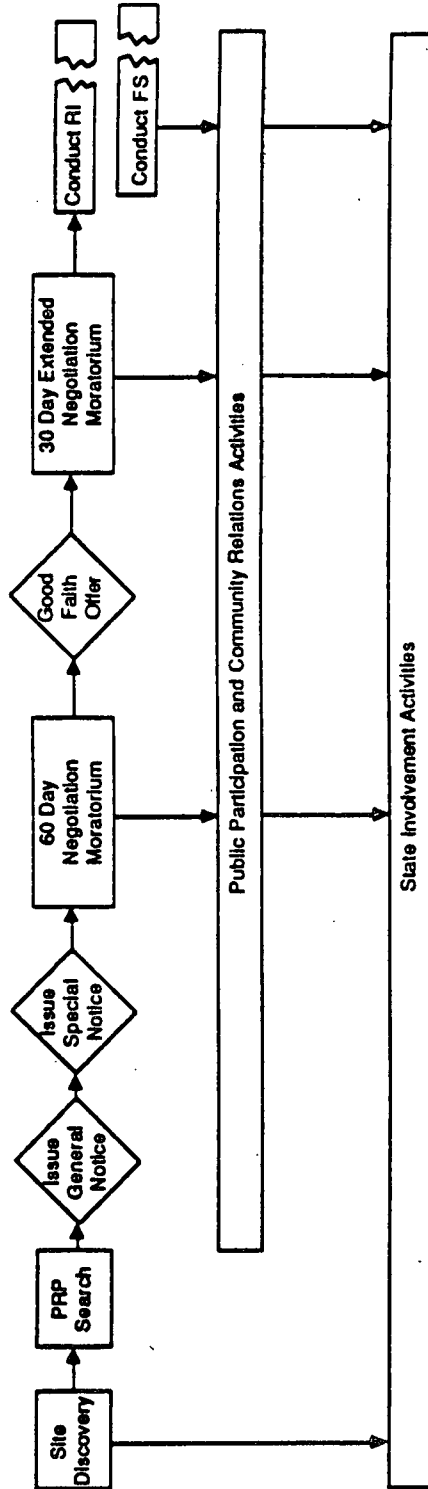 Site
Discovery
PRP
Search
Issue
General
Notice
Issue
Special
Notice
60 Day
Negotiation
Moratorium
Good
Faith
Offer
30 Day Extended
Negotiation
Moratorium
Conduct RI
Conduct FS
Public Participation and Community Relations Activities
State Involvement Activities